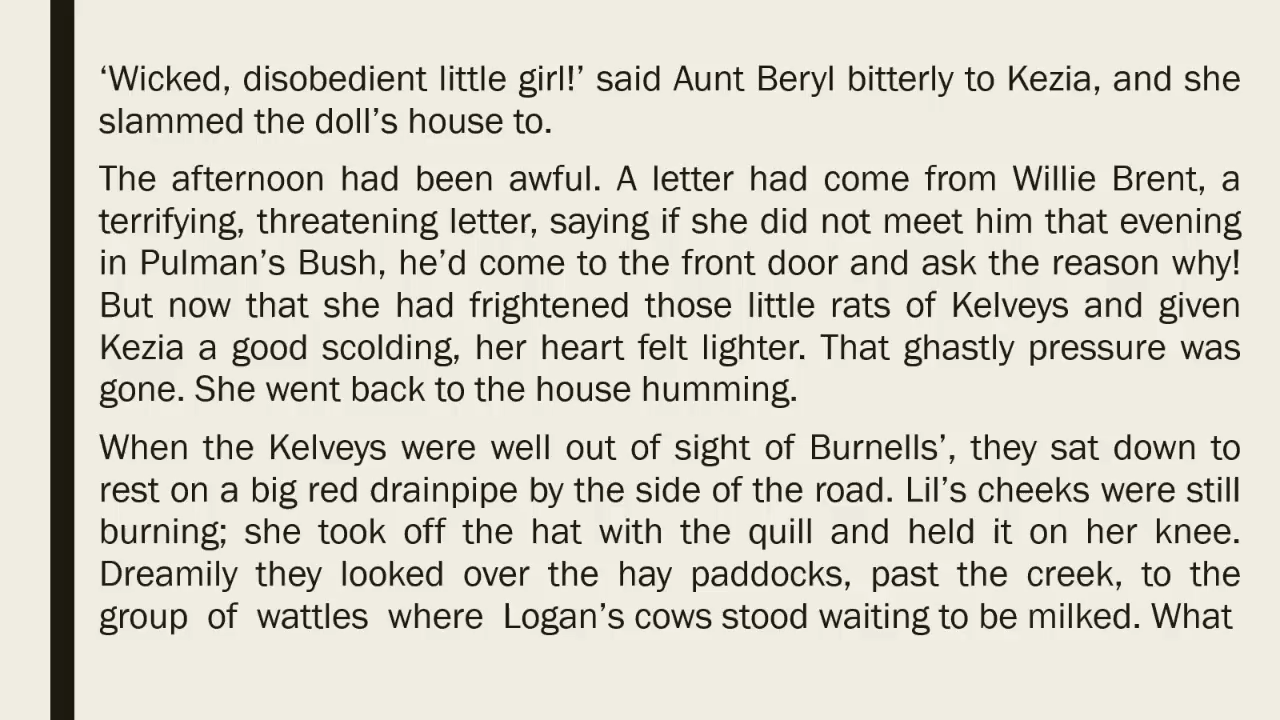 ‘Wicked, disobedient little girl!’ said Aunt Beryl bitterly to Kezia, and she
slammed the doll’s house to.
The afternoon had been awful. A letter had come from Willie Brent, a
terrifying, threatening letter, saying if she did not meet him that evening
in Pulman’s Bush, he’d come to the front door and ask the reason why!
But now that she had frightened those little rats of Kelveys and given
Kezia a good scolding, her heart felt lighter. That ghastly pressure was
gone. She went back to the house humming.
When the Kelveys were well out of sight of Burnells’, they sat down to
rest on a big red drainpipe by the side of the road. Lil’s cheeks were still
burning; she took off the hat with the quill and held it on her knee.
Dreamily they looked over the hay paddocks, past the creek, to the
group of wattles where Logan’s cows stood waiting to be milked. What